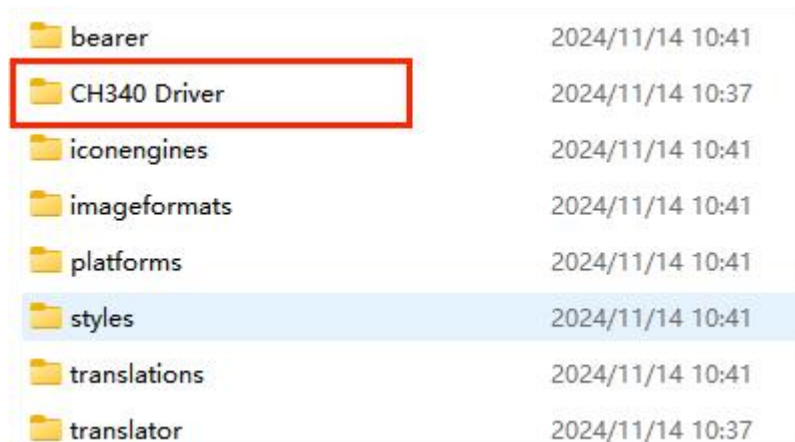 bearer 2024/11/14 10:41
CH340 Driver 2024/11/14 10:37
iconengines 2024/11/14 10:41
imageformats 2024/11/14 10:41
platforms 2024/11/14 10:41
styles 2024/11/14 10:41
translations 2024/11/14 10:41
translator 2024/11/14 10:37